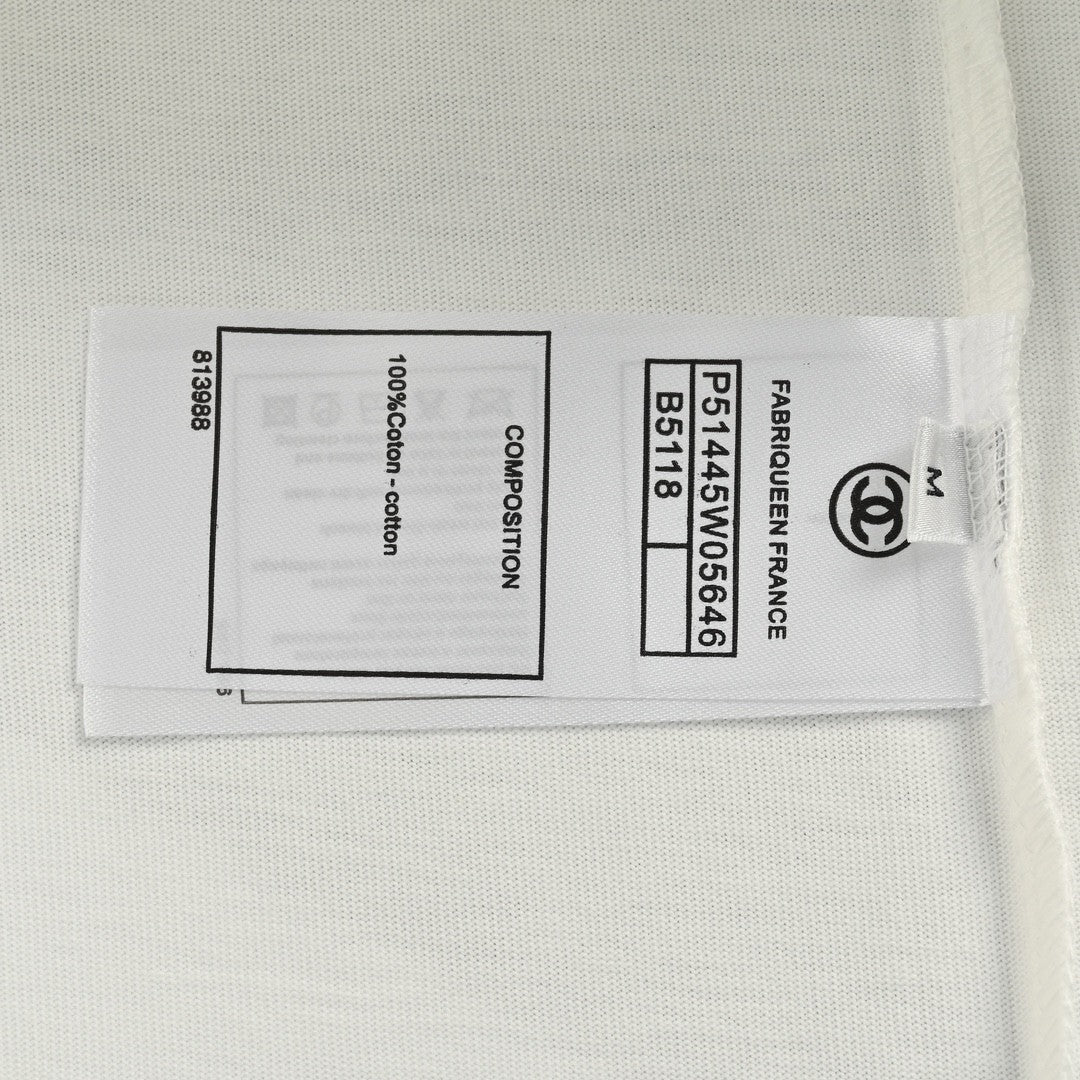 M
FABRIQUEEN FRANCE
P51445W05646
B5118
COMPOSITION
100%Coton - cotton
813988